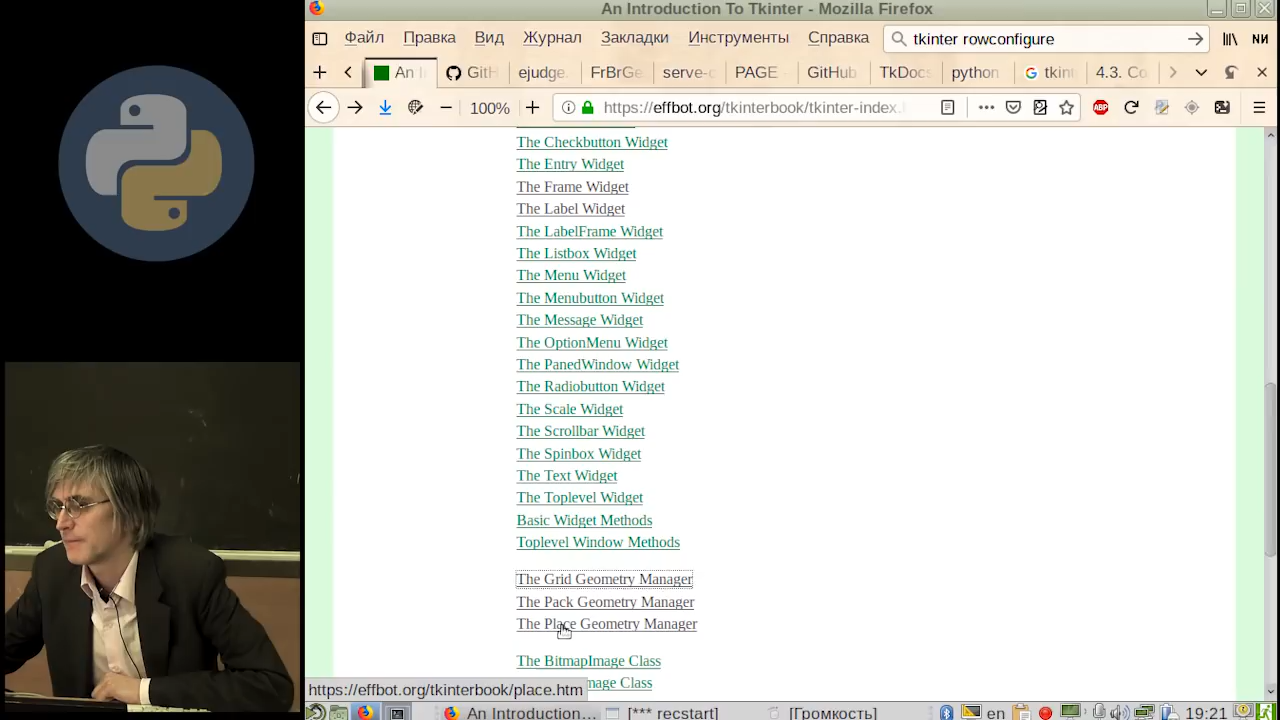 An Introduction To Tkinter - Mozilla Firefox
Файл Правка Вид Журнал Закладки Инструменты Справка tkinter rowconfigure
An I GitH ejudge. FrBrGe serve-c PAGE GitHub TkDocs python tkin 4.3. Co
100% https://effbot.org/tkinterbook/tkinter-index. ABP
The Checkbutton Widget
The Entry Widget
The Frame Widget
The Label Widget
The LabelFrame Widget
The Listbox Widget
The Menu Widget
The Menubutton Widget
The Message Widget
The OptionMenu Widget
The PanedWindow Widget
The Radiobutton Widget
The Scale Widget
The Scrollbar Widget
The Spinbox Widget
The Text Widget
The Toplevel Widget
Basic Widget Methods
Toplevel Window Methods
The Grid Geometry Manager
The Pack Geometry Manager
The Place Geometry Manager
The BitmapImage Class
mage Class
https://effbot.org/tkinterbook/place.htm
An Introduction... [*** recstart] [Громкость] en 19:21